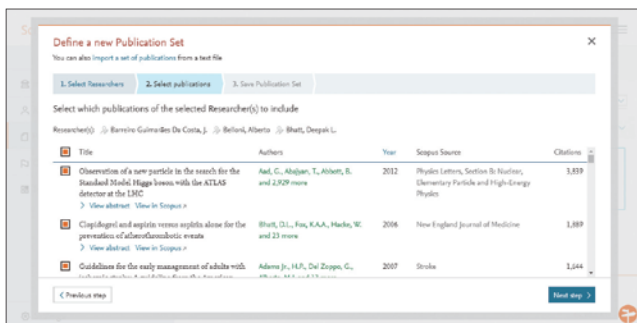 Define a new Publication Set
You can also import a set of publications from a text file
1. Select Researchers 2. Select publications 3. Save Publication Set
Select which publications of the selected Researcher(s) to include
Researcher(s): Barreiro Guimarães Da Costa, J. Belloni, Alberto Bhatt, Deepak L.
Title Authors Year Scopus Source Citations
Observation of a new particle in the search for the Aad, G., Abajyan, T., Abbott, B. 2012 Physics Letters, Section B: Nuclear, 3,839
Standard Model Higgs boson with the ATLAS and 2,929 more Elementary Particle and High-Energy
detector at the LHC Physics
> View abstract View in Scopus
Clopidogrel and aspirin versus aspirin alone for the Bhatt, D.L., Fox, K.A.A., Hacke, W. 2006 New England Journal of Medicine 1,889
prevention of atherothrombotic events and 23 more
> View abstract View in Scopus
Guidelines for the early management of adults with Adams Jr., H.P., Del Zoppo, G., 2007 Stroke 1,644
Previous step Next step